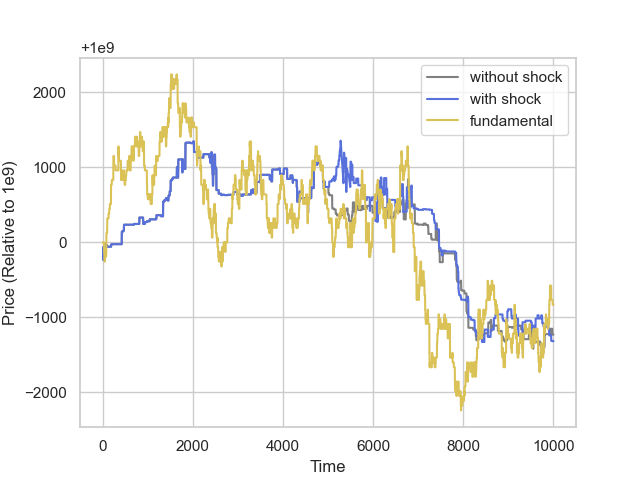 +1e9
without shock
with shock
fundamental
2000
1000
0
−1000
−2000
Price (Relative to 1e9)
0
2000
4000
6000
8000
10000
Time